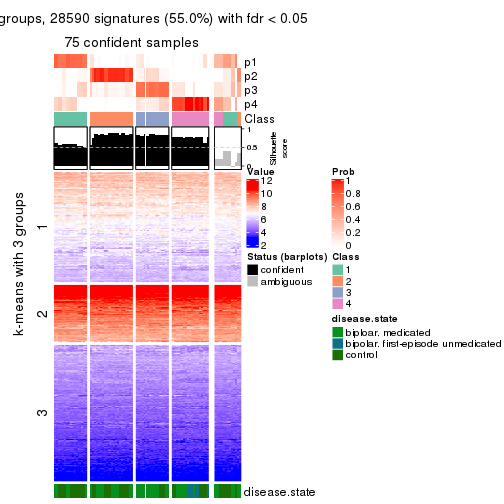 groups, 28590 signatures (55.0%) with fdr < 0.05
75 confident samples
p1
p2
p3
p4
Class
1
0.5
0
Silhouette
score
k-means with 3 groups
1
2
3
disease.state
Value
12
10
8
6
4
2
Prob
1
0.8
0.6
0.4
0.2
0
Status (barplots)
confident
ambiguous
Class
1
2
3
4
disease.state
biploar. medicated
bipolar. first-episode unmedicated
control